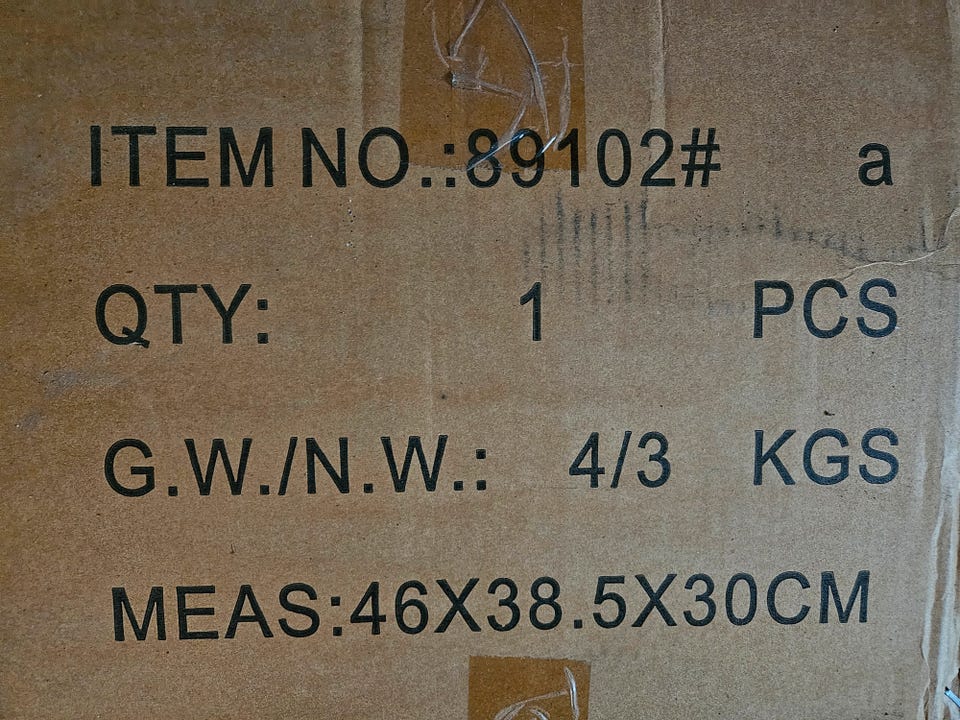 ITEM NO.:89102# a
QTY: 1 PCS
G.W./N.W.: 4/3 KGS
MEAS:46X38.5X30CM